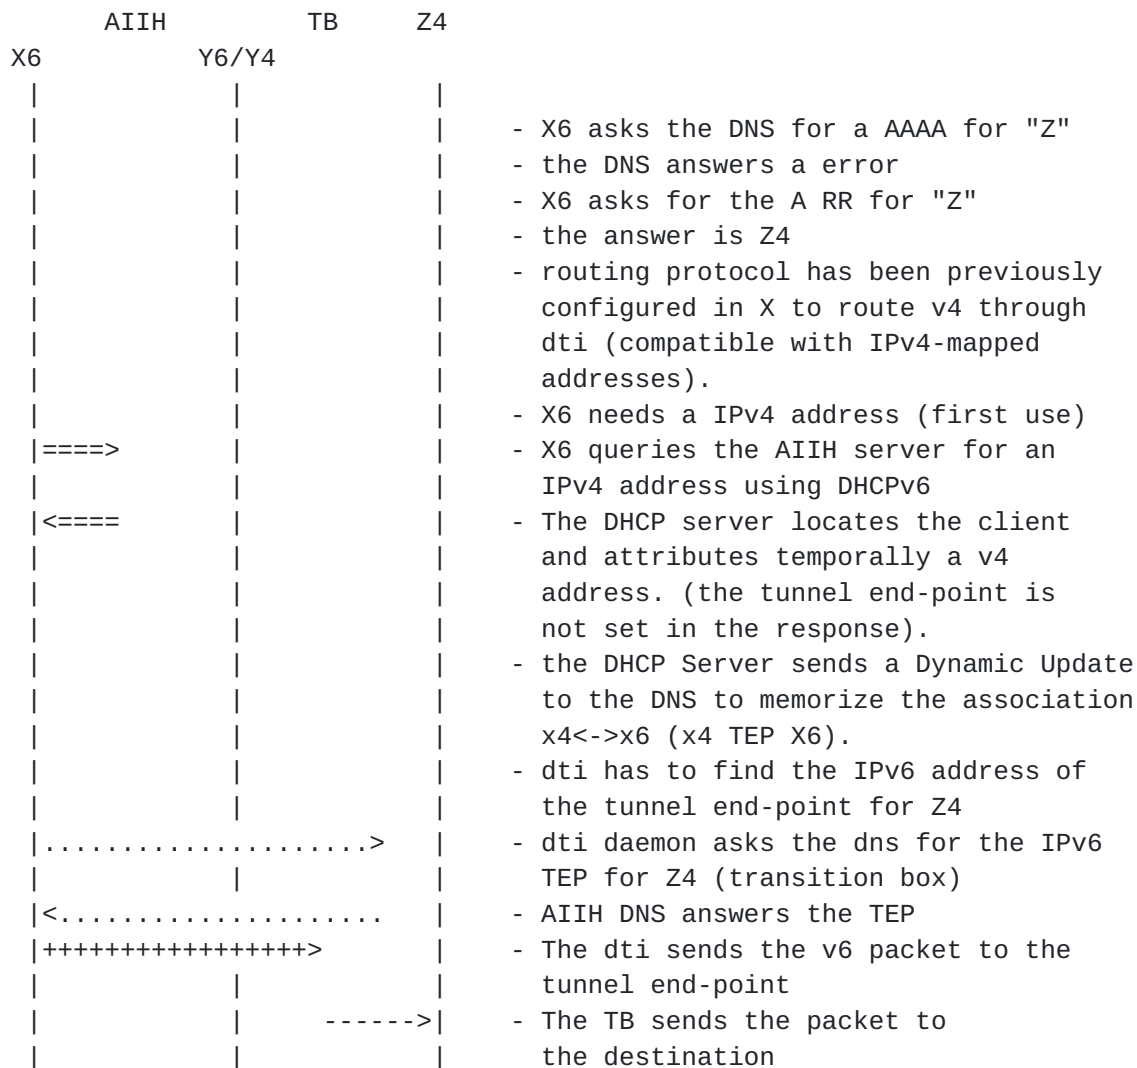 AIIH         TB     Z4
X6          Y6/Y4
 |             |             |
 |             |             |    - X6 asks the DNS for a AAAA for "Z"
 |             |             |    - the DNS answers a error
 |             |             |    - X6 asks for the A RR for "Z"
 |             |             |    - the answer is Z4
 |             |             |    - routing protocol has been previously
 |             |             |      configured in X to route v4 through
 |             |             |      dti (compatible with IPv4-mapped
 |             |             |      addresses).
 |             |             |    - X6 needs a IPv4 address (first use)
 |====>        |             |    - X6 queries the AIIH server for an
 |             |             |      IPv4 address using DHCPv6
 |<====        |             |    - The DHCP server locates the client
 |             |             |      and attributes temporally a v4
 |             |             |      address. (the tunnel end-point is
 |             |             |      not set in the response).
 |             |             |    - the DHCP Server sends a Dynamic Update
 |             |             |      to the DNS to memorize the association
 |             |             |      x4<->x6 (x4 TEP X6).
 |             |             |    - dti has to find the IPv6 address of
 |             |             |      the tunnel end-point for Z4
 |.....................>   |    - dti daemon asks the dns for the IPv6
 |             |             |      TEP for Z4 (transition box)
 |<.....................   |    - AIIH DNS answers the TEP
 |+++++++++++++++++>       |    - The dti sends the v6 packet to the
 |             |             |      tunnel end-point
 |             |     ------>|    - The TB sends the packet to
 |             |             |      the destination